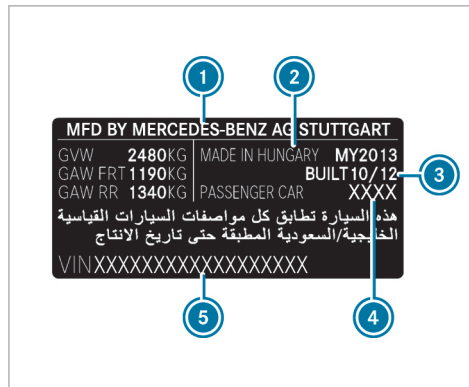 1
2
MFD BY MERCEDES-BENZ AG STUTTGART
GVW 2480KG MADE IN HUNGARY MY2013
GAW FRT 1190KG BUILT 10/12 3
GAW RR 1340KG PASSENGER CAR XXXX
هذه السيارة تطابق كل مواصفات السيارات القياسية
الخليجية/السعودية المطبقة حتى تاريخ الانتاج
VIN XXXXXXXXXXXXXXXXX
5
4